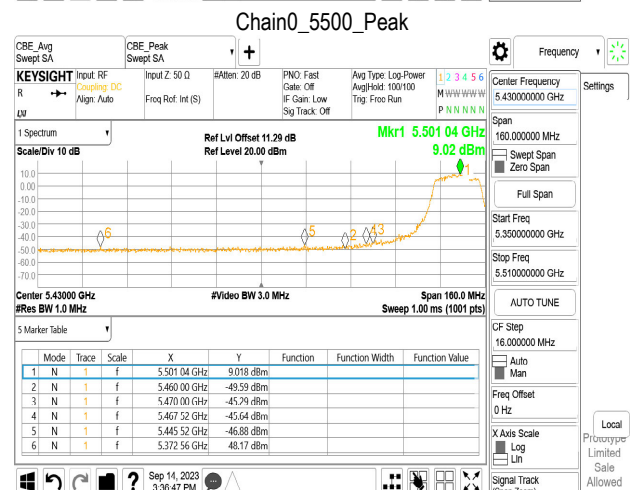 Chain0_5500_Peak
CBE_Avg
Swept SA
CBE_Peak
Swept SA
KEYSIGHT
R
Input: RF
Coupling: DC
Align: Auto
Input Z: 50 Ω
Freq Ref: Int (S)
#Atten: 20 dB
PNO: Fast
Gate: Off
IF Gain: Low
Sig Track: Off
Avg Type: Log-Power
Avg|Hold: 100/100
Trig: Free Run
1 2 3 4 5 6
M W W W W W
P N N N N N
1 Spectrum
Scale/Div 10 dB
Ref Lvl Offset 11.29 dB
Ref Level 20.00 dBm
Mkr1 5.501 04 GHz
9.02 dBm
10.0
0.00
-10.0
-20.0
-30.0
-40.0
-50.0
-60.0
-70.0
6
5
2
4
3
1
Center 5.43000 GHz
#Res BW 1.0 MHz
#Video BW 3.0 MHz
Span 160.0 MHz
Sweep 1.00 ms (1001 pts)
5 Marker Table
Mode Trace Scale X Y Function Function Width Function Value
1 N 1 f 5.501 04 GHz 9.018 dBm
2 N 1 f 5.460 00 GHz -49.59 dBm
3 N 1 f 5.470 00 GHz -45.29 dBm
4 N 1 f 5.467 52 GHz -45.64 dBm
5 N 1 f 5.445 52 GHz -46.88 dBm
6 N 1 f 5.372 56 GHz 48.17 dBm
Sep 14, 2023
3:36:47 PM
?
Frequency
Settings
Center Frequency
5.430000000 GHz
Span
160.000000 MHz
Swept Span
Zero Span
Full Span
Start Freq
5.350000000 GHz
Stop Freq
5.510000000 GHz
AUTO TUNE
CF Step
16.000000 MHz
Auto
Man
Freq Offset
0 Hz
X Axis Scale
Log
Lin
Signal Track
(Span Zoom)
Local
Prototype
Limited
Sale
Allowed